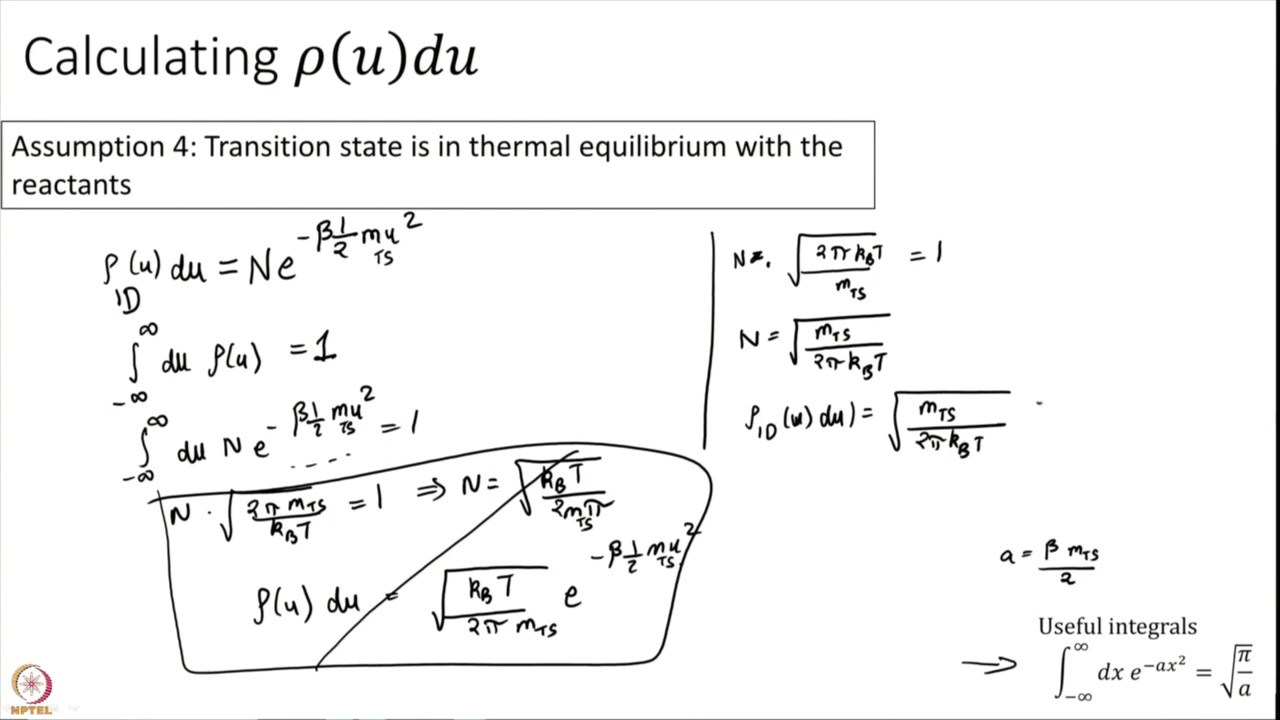 Calculating ρ(u)du
Assumption 4: Transition state is in thermal equilibrium with the
reactants
ρ_1D (u) du = N e^{-β 1/2 m_TS u^2}
∫_{-∞}^{∞} du ρ(u) = 1
∫_{-∞}^{∞} du N e^{-β 1/2 m_TS u^2} = 1
N · √(2π m_TS / k_B T) = 1 ⇒ N = √(k_B T / 2 m_TS π)
ρ(u) du = √(k_B T / 2π m_TS) e^{-β 1/2 m_TS u^2}
N · √(2π k_B T / m_TS) = 1
N = √(m_TS / 2π k_B T)
ρ_1D (u) du) = √(m_TS / 2π k_B T)
a = β m_TS / 2
Useful integrals
→ ∫_{-∞}^{∞} dx e^{-ax^2} = √(π / a)
NPTEL